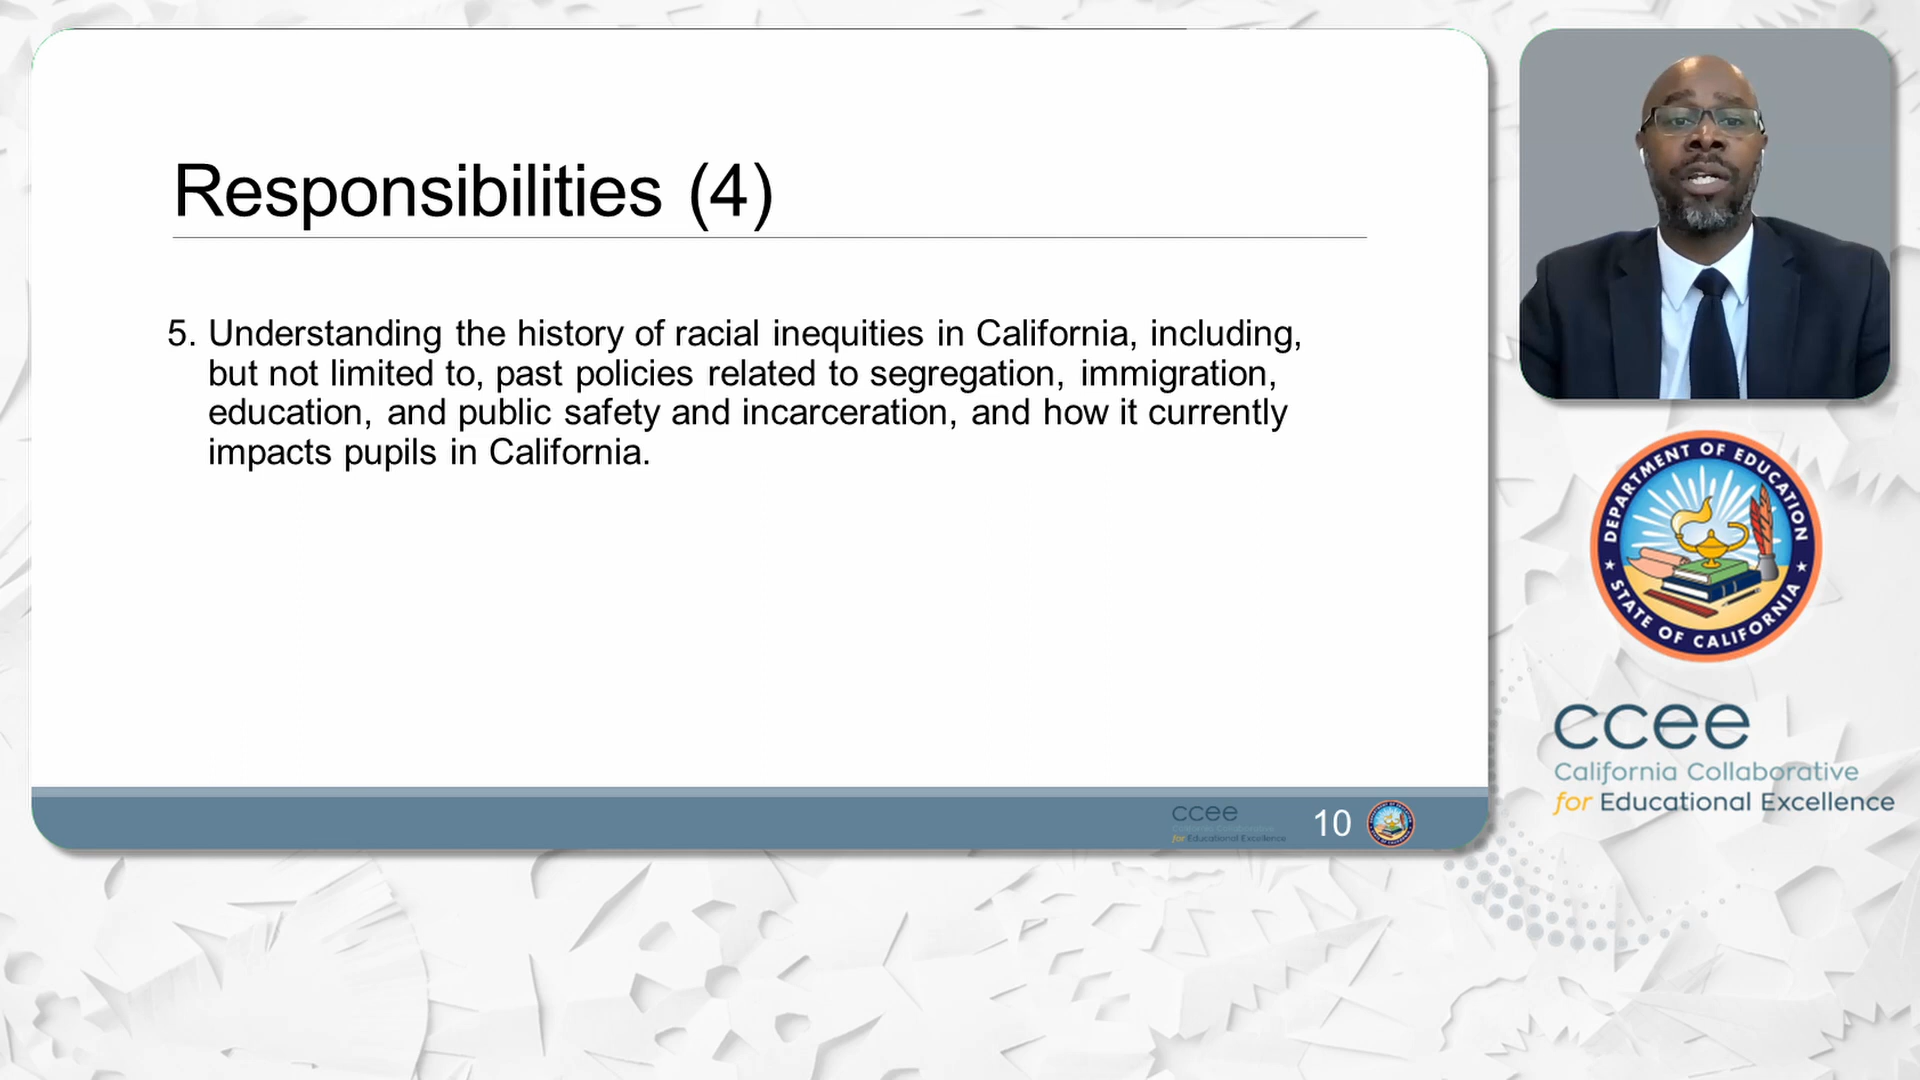 Responsibilities (4)
5. Understanding the history of racial inequities in California, including,
but not limited to, past policies related to segregation, immigration,
education, and public safety and incarceration, and how it currently
impacts pupils in California.
ccee
California Collaborative
for Educational Excellence
10
DEPARTMENT OF EDUCATION
STATE OF CALIFORNIA
ccee
California Collaborative
for Educational Excellence